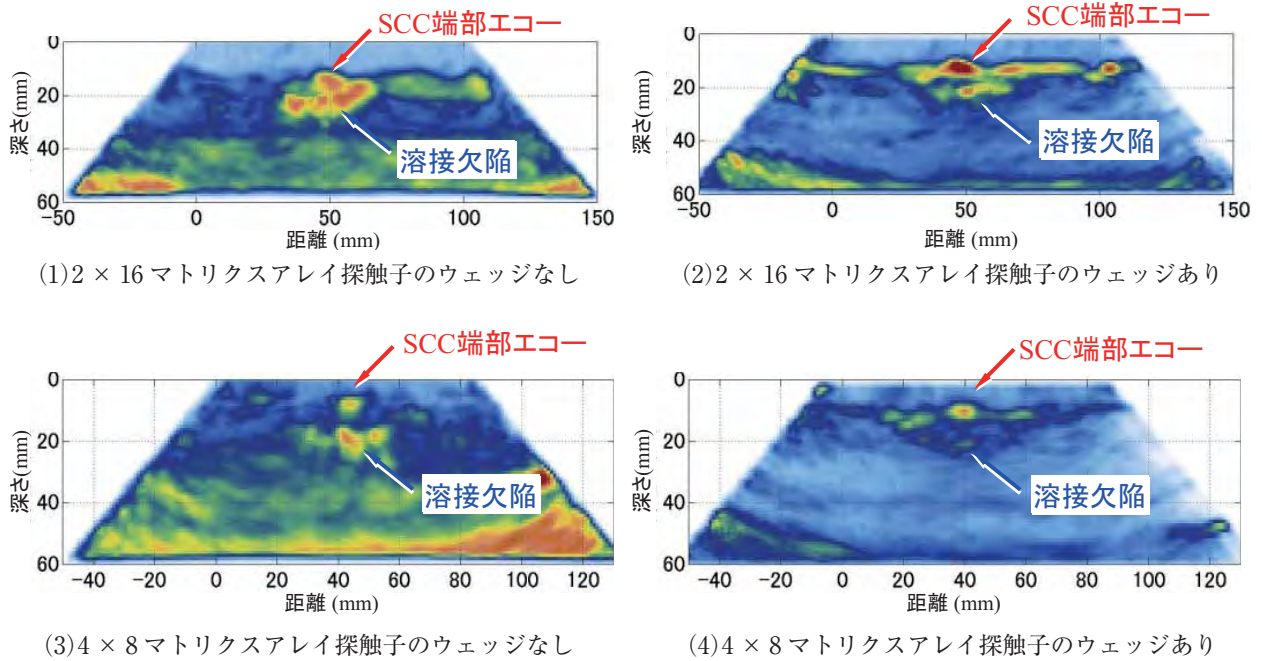 SCC端部エコー
0
20
40
60
深さ(mm)
溶接欠陥
-50
0
50
100
150
距離 (mm)
(1)2 × 16 マトリクスアレイ探触子のウェッジなし
SCC端部エコー
0
20
40
60
深さ(mm)
溶接欠陥
-50
0
50
100
150
距離 (mm)
(2)2 × 16 マトリクスアレイ探触子のウェッジあり
SCC端部エコー
0
20
40
60
深さ(mm)
溶接欠陥
-40
-20
0
20
40
60
80
100
120
距離 (mm)
(3)4 × 8 マトリクスアレイ探触子のウェッジなし
SCC端部エコー
0
20
40
60
深さ(mm)
溶接欠陥
-40
-20
0
20
40
60
80
100
120
距離 (mm)
(4)4 × 8 マトリクスアレイ探触子のウェッジあり